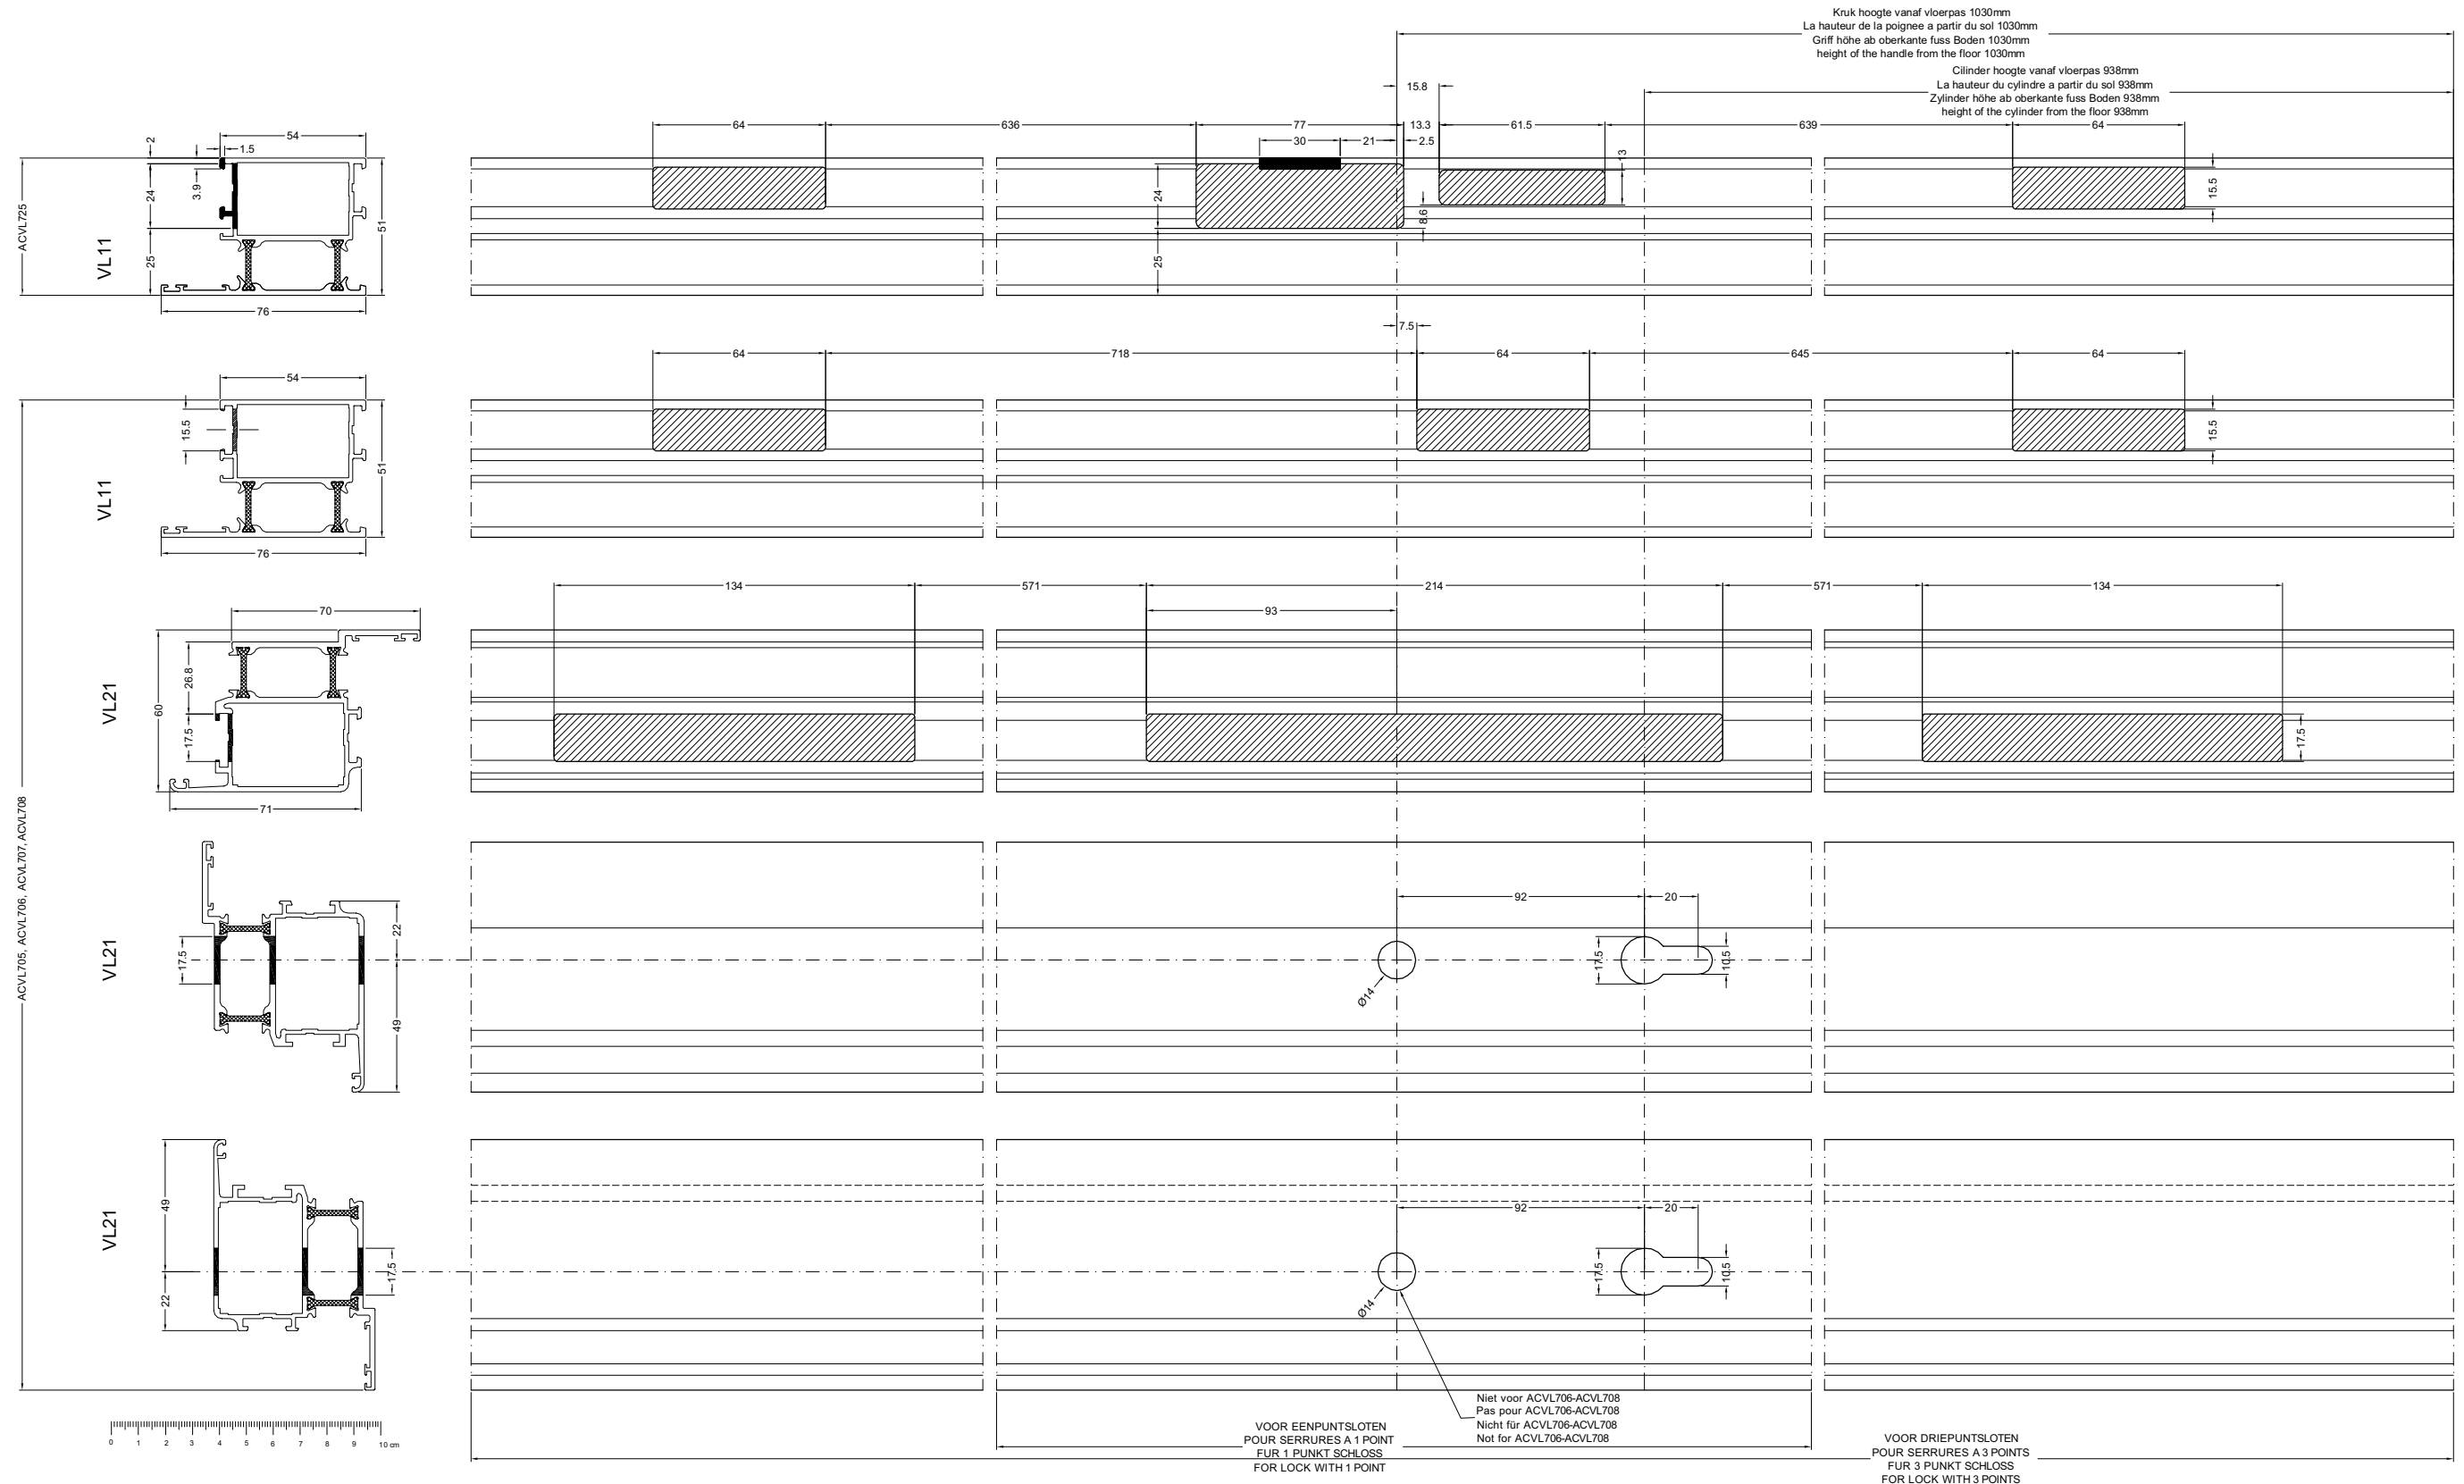 Kruk hoogte vanaf vloerpas 1030mm
La hauteur de la poignee a partir du sol 1030mm
Griff höhe ab oberkante fuss Boden 1030mm
height of the handle from the floor 1030mm
Cilinder hoogte vanaf vloerpas 938mm
La hauteur du cylindre a partir du sol 938mm
Zylinder höhe ab oberkante fuss Boden 938mm
height of the cylinder from the floor 938mm
15.8
64 636 77 13.3 61.5 639 64
30 21 2.5
2 54
1.5
3.9
24
25
51
76
ACVL725
VL11
24
25
8.6
13
15.5
7.5
64 718 64 645 64
54
15.5
51
76
VL11
15.5
134 571 214 571 134
93
70
26.8
17.5
60
71
VL21
17.5
ACVL705, ACVL706, ACVL707, ACVL708
VL21
17.5
22
49
92 20
17.5
10.5
Ø14
VL21
49
22
17.5
92 20
17.5
10.5
Ø14
Niet voor ACVL706-ACVL708
Pas pour ACVL706-ACVL708
Nicht für ACVL706-ACVL708
Not for ACVL706-ACVL708
0 1 2 3 4 5 6 7 8 9 10 cm
VOOR EENPUNTSLOTEN
POUR SERRURES A 1 POINT
FUR 1 PUNKT SCHLOSS
FOR LOCK WITH 1 POINT
VOOR DRIEPUNTSLOTEN
POUR SERRURES A 3 POINTS
FUR 3 PUNKT SCHLOSS
FOR LOCK WITH 3 POINTS